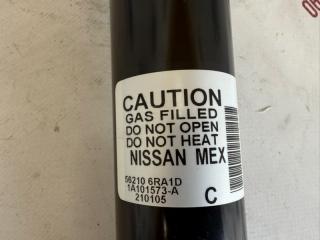 CAUTION
GAS FILLED
DO NOT OPEN
DO NOT HEAT
NISSAN MEX
56210 6RA1D
1A101573-A
210105
C